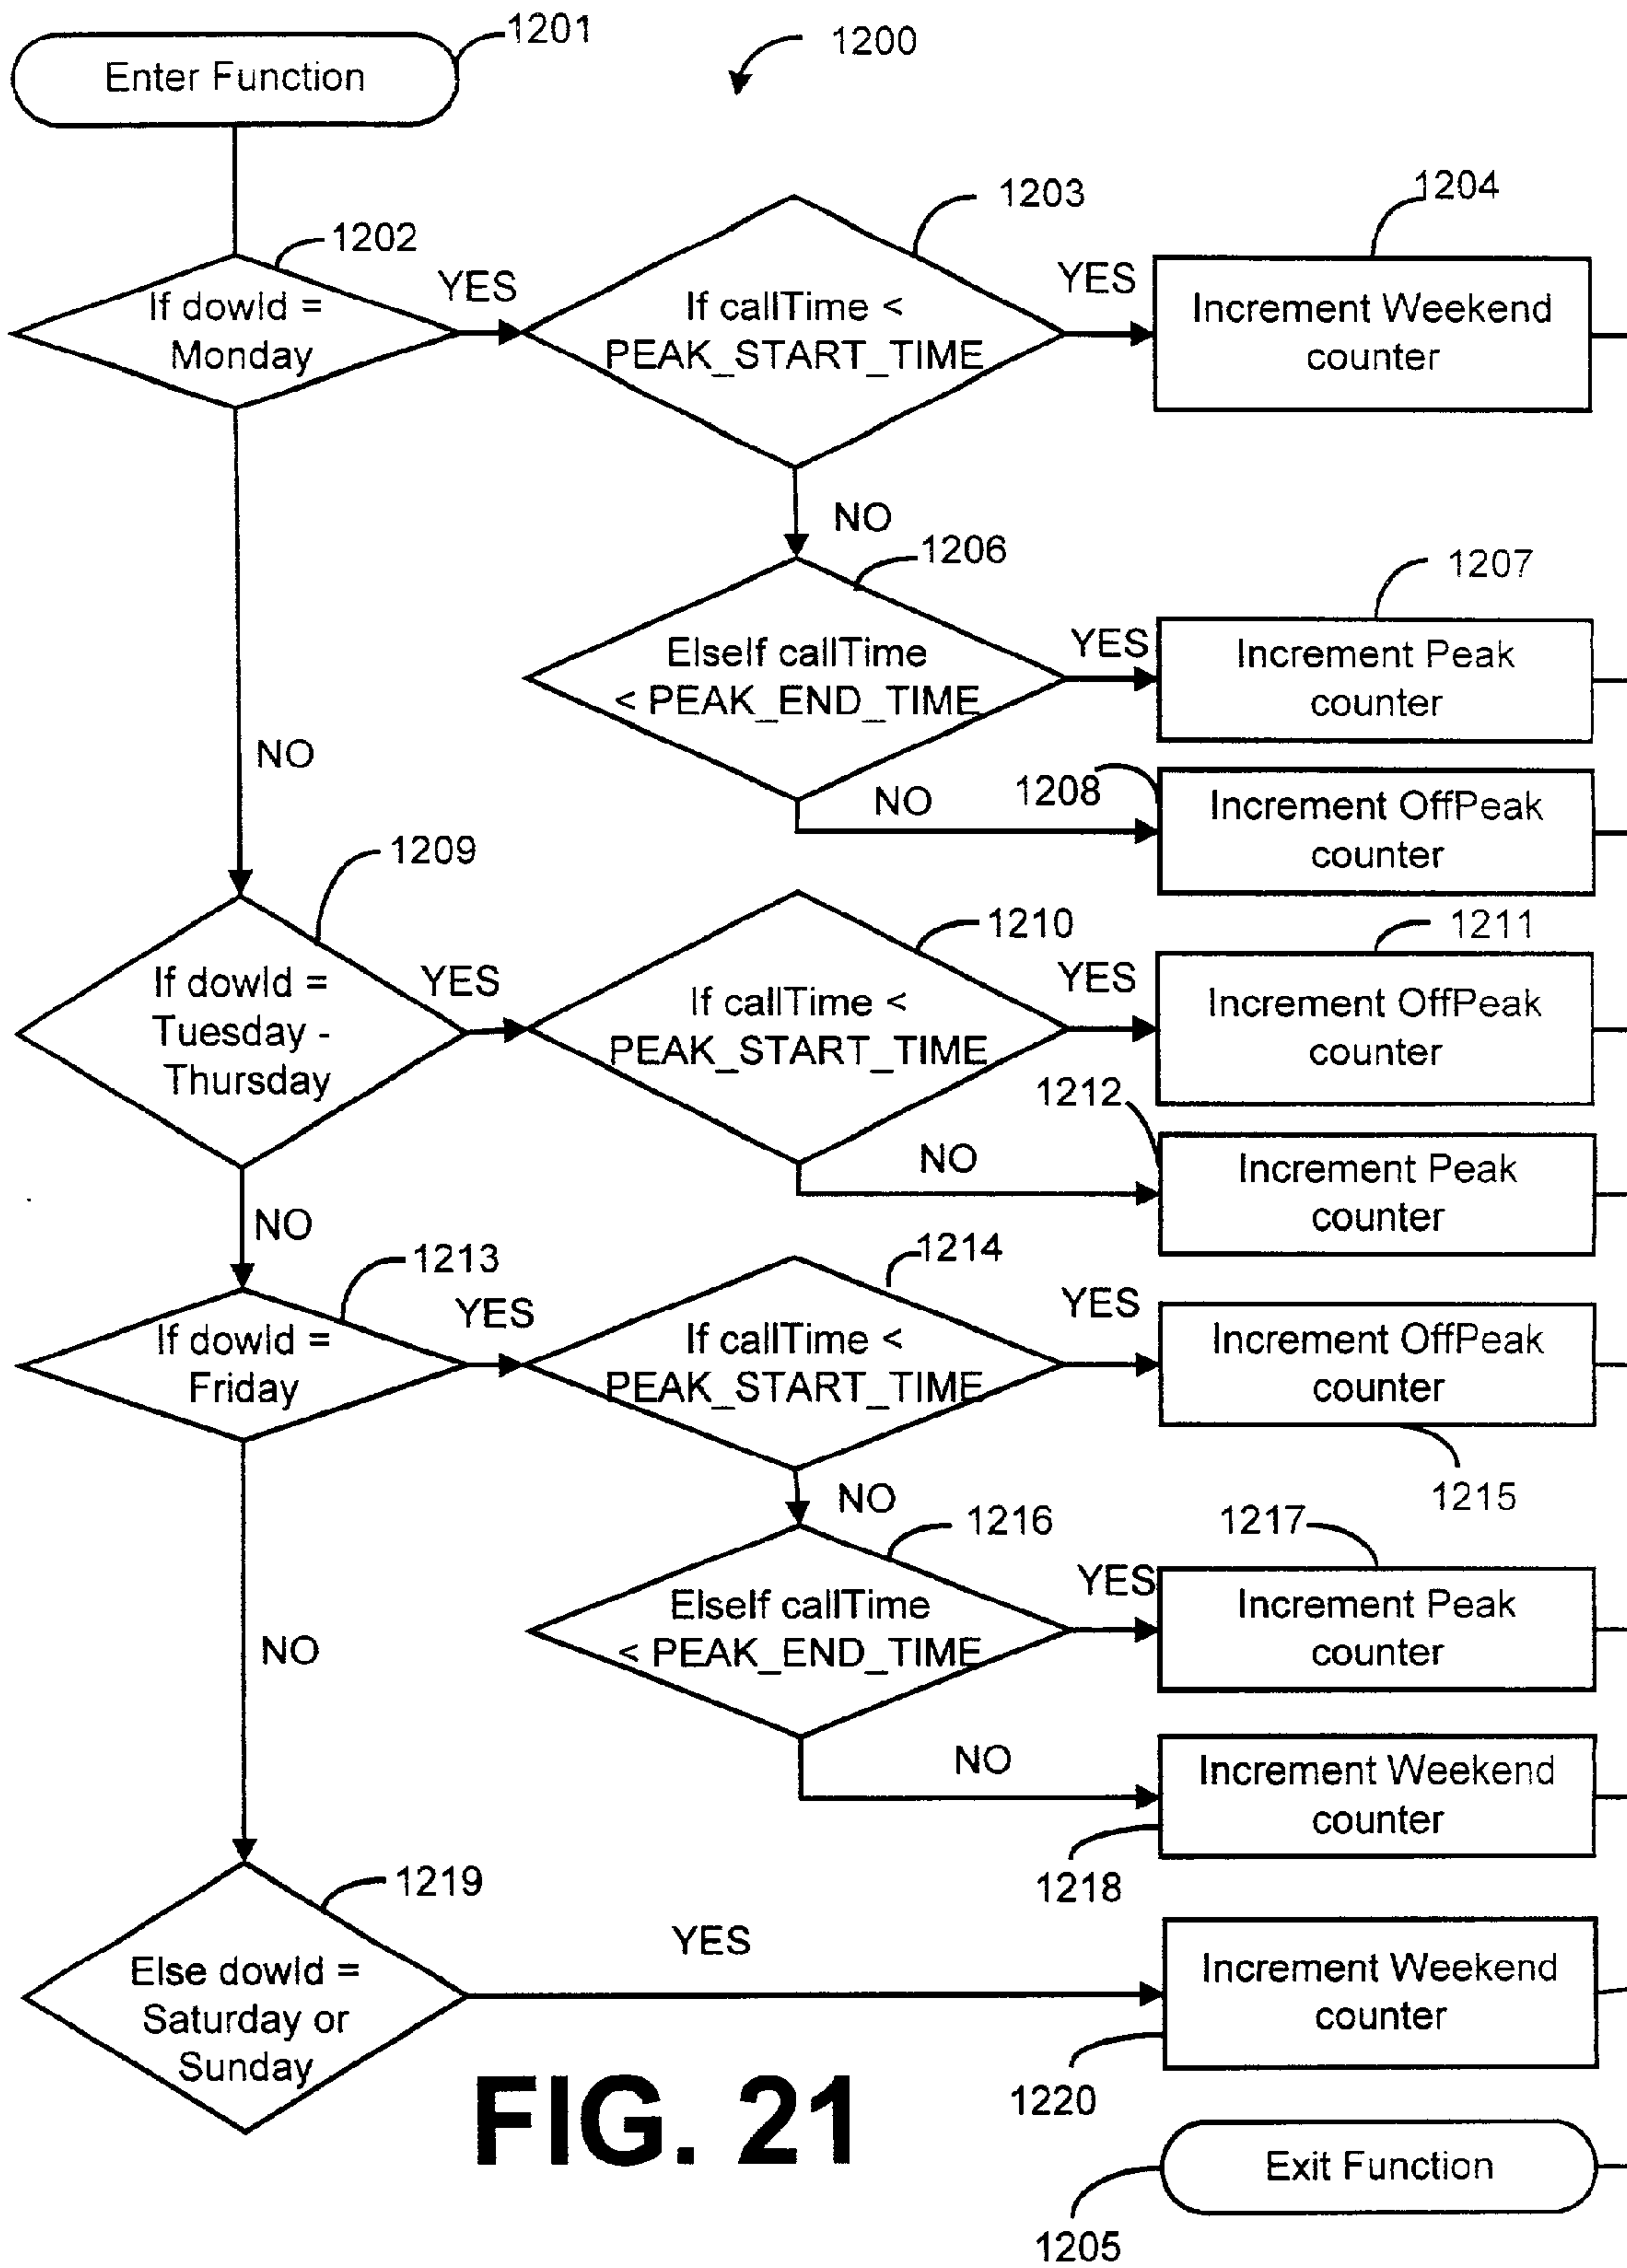 1201
1200
Enter Function
1202
1203
1204
If dowId =
Monday
YES
If callTime <
PEAK_START_TIME
YES
Increment Weekend
counter
NO
1206
1207
ElseIf callTime
< PEAK_END_TIME
YES
Increment Peak
counter
NO
NO
1208
Increment OffPeak
counter
1209
1210
1211
If dowId =
Tuesday -
Thursday
YES
If callTime <
PEAK_START_TIME
YES
Increment OffPeak
counter
1212
NO
Increment Peak
counter
NO
1213
1214
If dowId =
Friday
YES
If callTime <
PEAK_START_TIME
YES
Increment OffPeak
counter
1215
NO
1216
1217
ElseIf callTime
< PEAK_END_TIME
YES
Increment Peak
counter
NO
NO
Increment Weekend
counter
1218
1219
Else dowId =
Saturday or
Sunday
YES
Increment Weekend
counter
1220
FIG. 21
Exit Function
1205